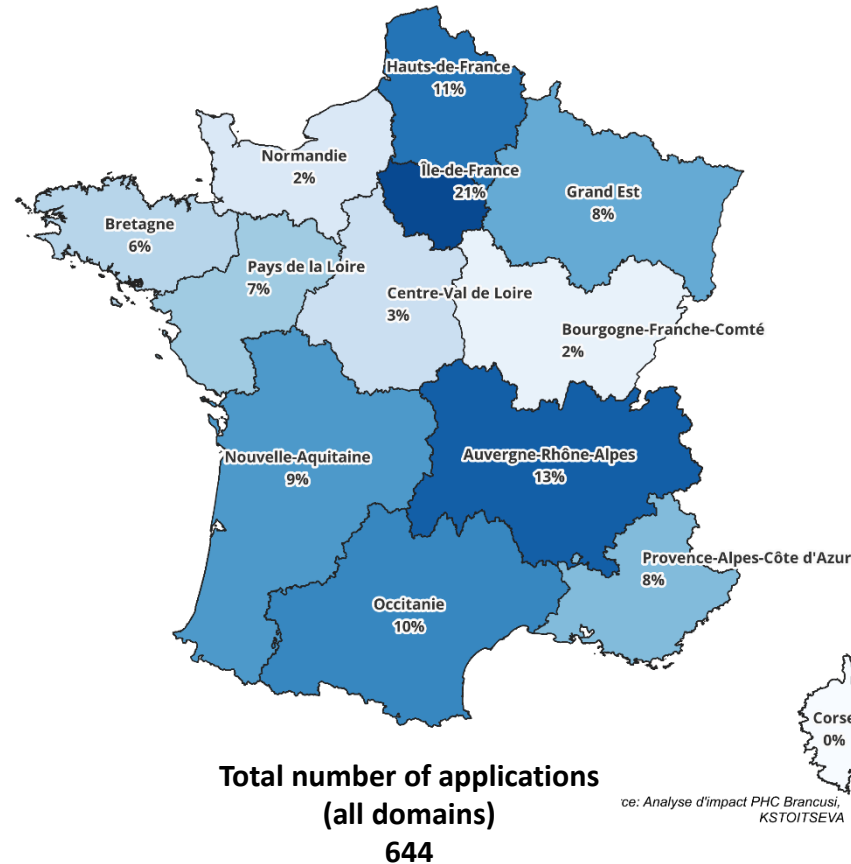 Hauts-de-France
11%
Normandie
2%
Île-de-France
21%
Grand Est
8%
Bretagne
6%
Pays de la Loire
7%
Centre-Val de Loire
3%
Bourgogne-Franche-Comté
2%
Nouvelle-Aquitaine
9%
Auvergne-Rhône-Alpes
13%
Provence-Alpes-Côte d'Azur
8%
Occitanie
10%
Corse
0%
Total number of applications
(all domains)
644
ce: Analyse d'impact PHC Brancusi,
KSTOITSEVA